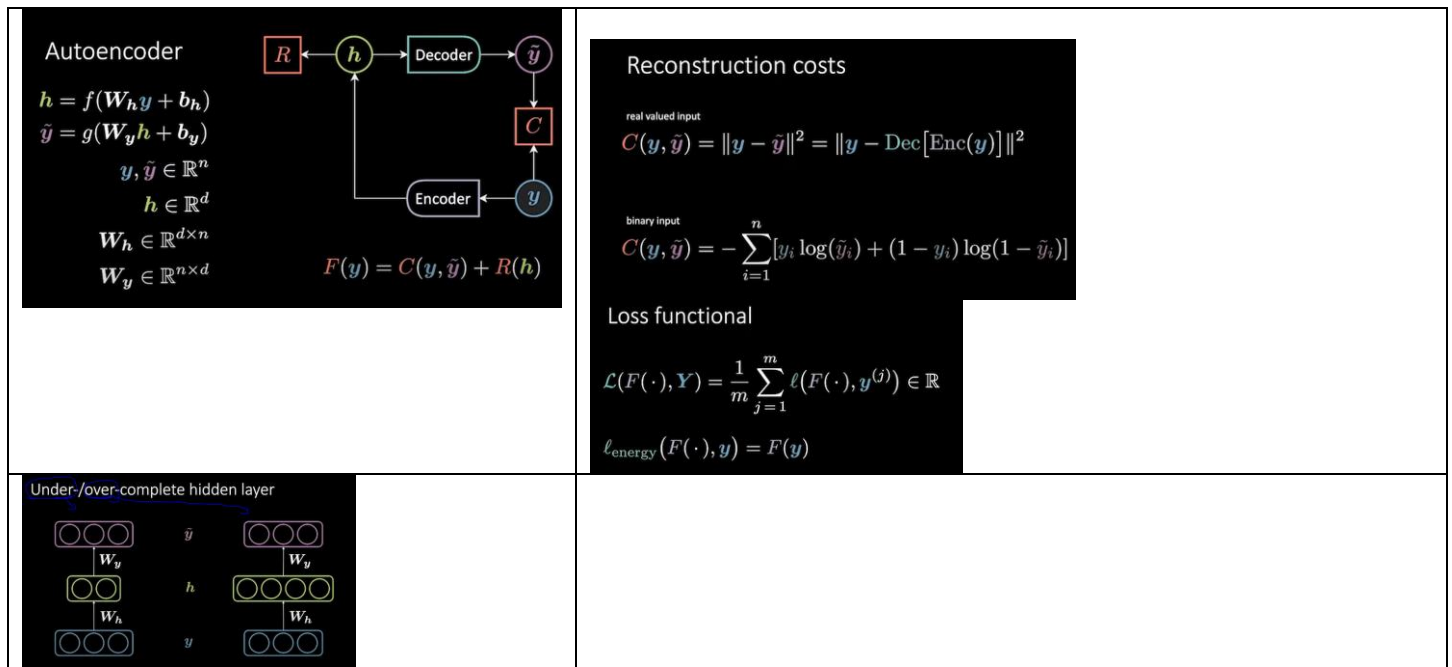 Autoencoder
h = f(W_h y + b_h)
ỹ = g(W_y h + b_y)
y, ỹ ∈ ℝⁿ
h ∈ ℝᵈ
W_h ∈ ℝ^{d×n}
W_y ∈ ℝ^{n×d}
R
h
Decoder
ỹ
C
Encoder
y
F(y) = C(y, ỹ) + R(h)
Reconstruction costs
real valued input
C(y, ỹ) = ‖y − ỹ‖² = ‖y − Dec[Enc(y)]‖²
binary input
C(y, ỹ) = − ∑_{i=1}^{n} [y_i log(ỹ_i) + (1 − y_i) log(1 − ỹ_i)]
Loss functional
ℒ(F(·), Y) = 1/m ∑_{j=1}^{m} ℓ(F(·), y^{(j)}) ∈ ℝ
ℓ_energy(F(·), y) = F(y)
Under-/over-complete hidden layer
ỹ
W_y W_y
h
W_h W_h
y